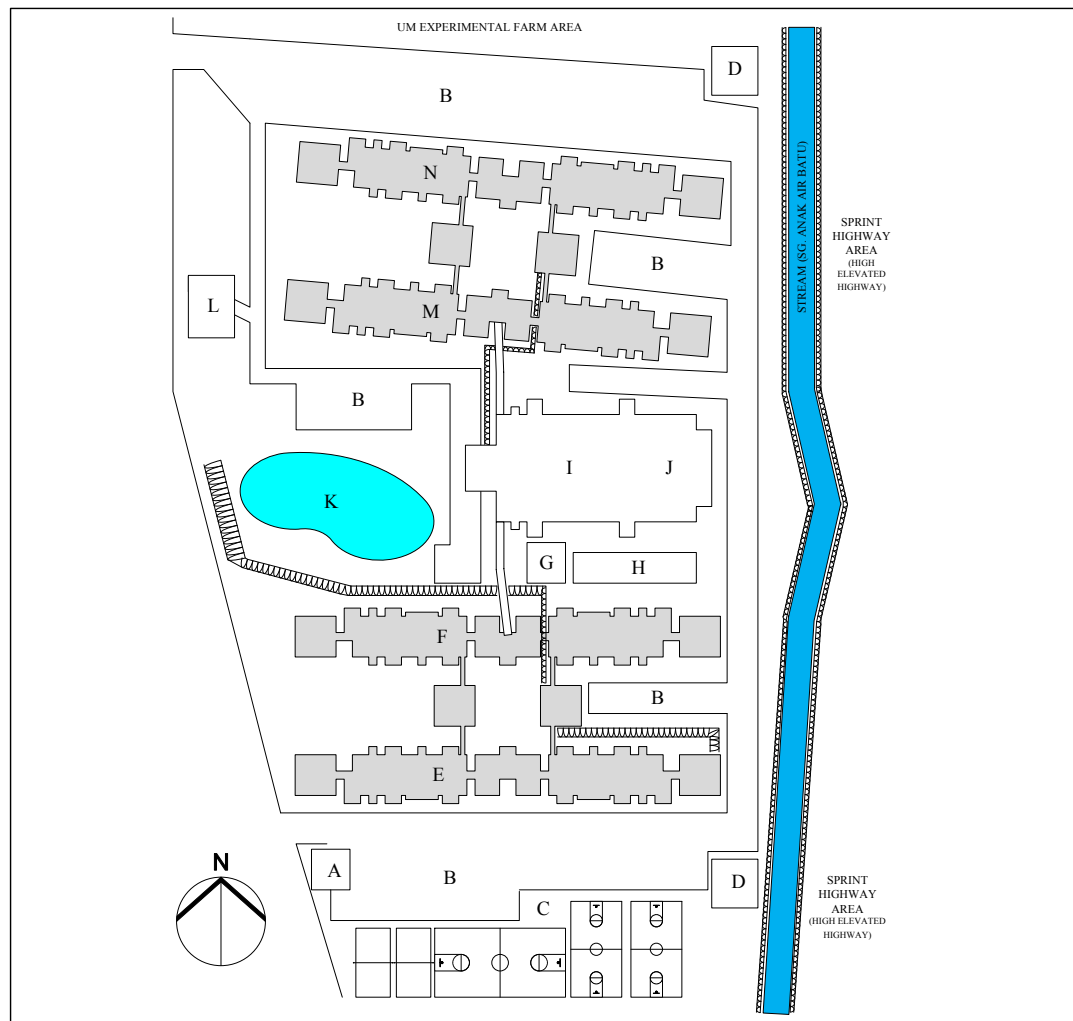 UM EXPERIMENTAL FARM AREA
D
B
N
STREAM (SG. ANAK AIR BATU)
SPRINT
HIGHWAY
AREA
(HIGH
ELEVATED
HIGHWAY)
B
L
M
B
I
J
K
G
H
F
B
E
A
B
D
C
N
SPRINT
HIGHWAY
AREA
(HIGH ELEVATED
HIGHWAY)